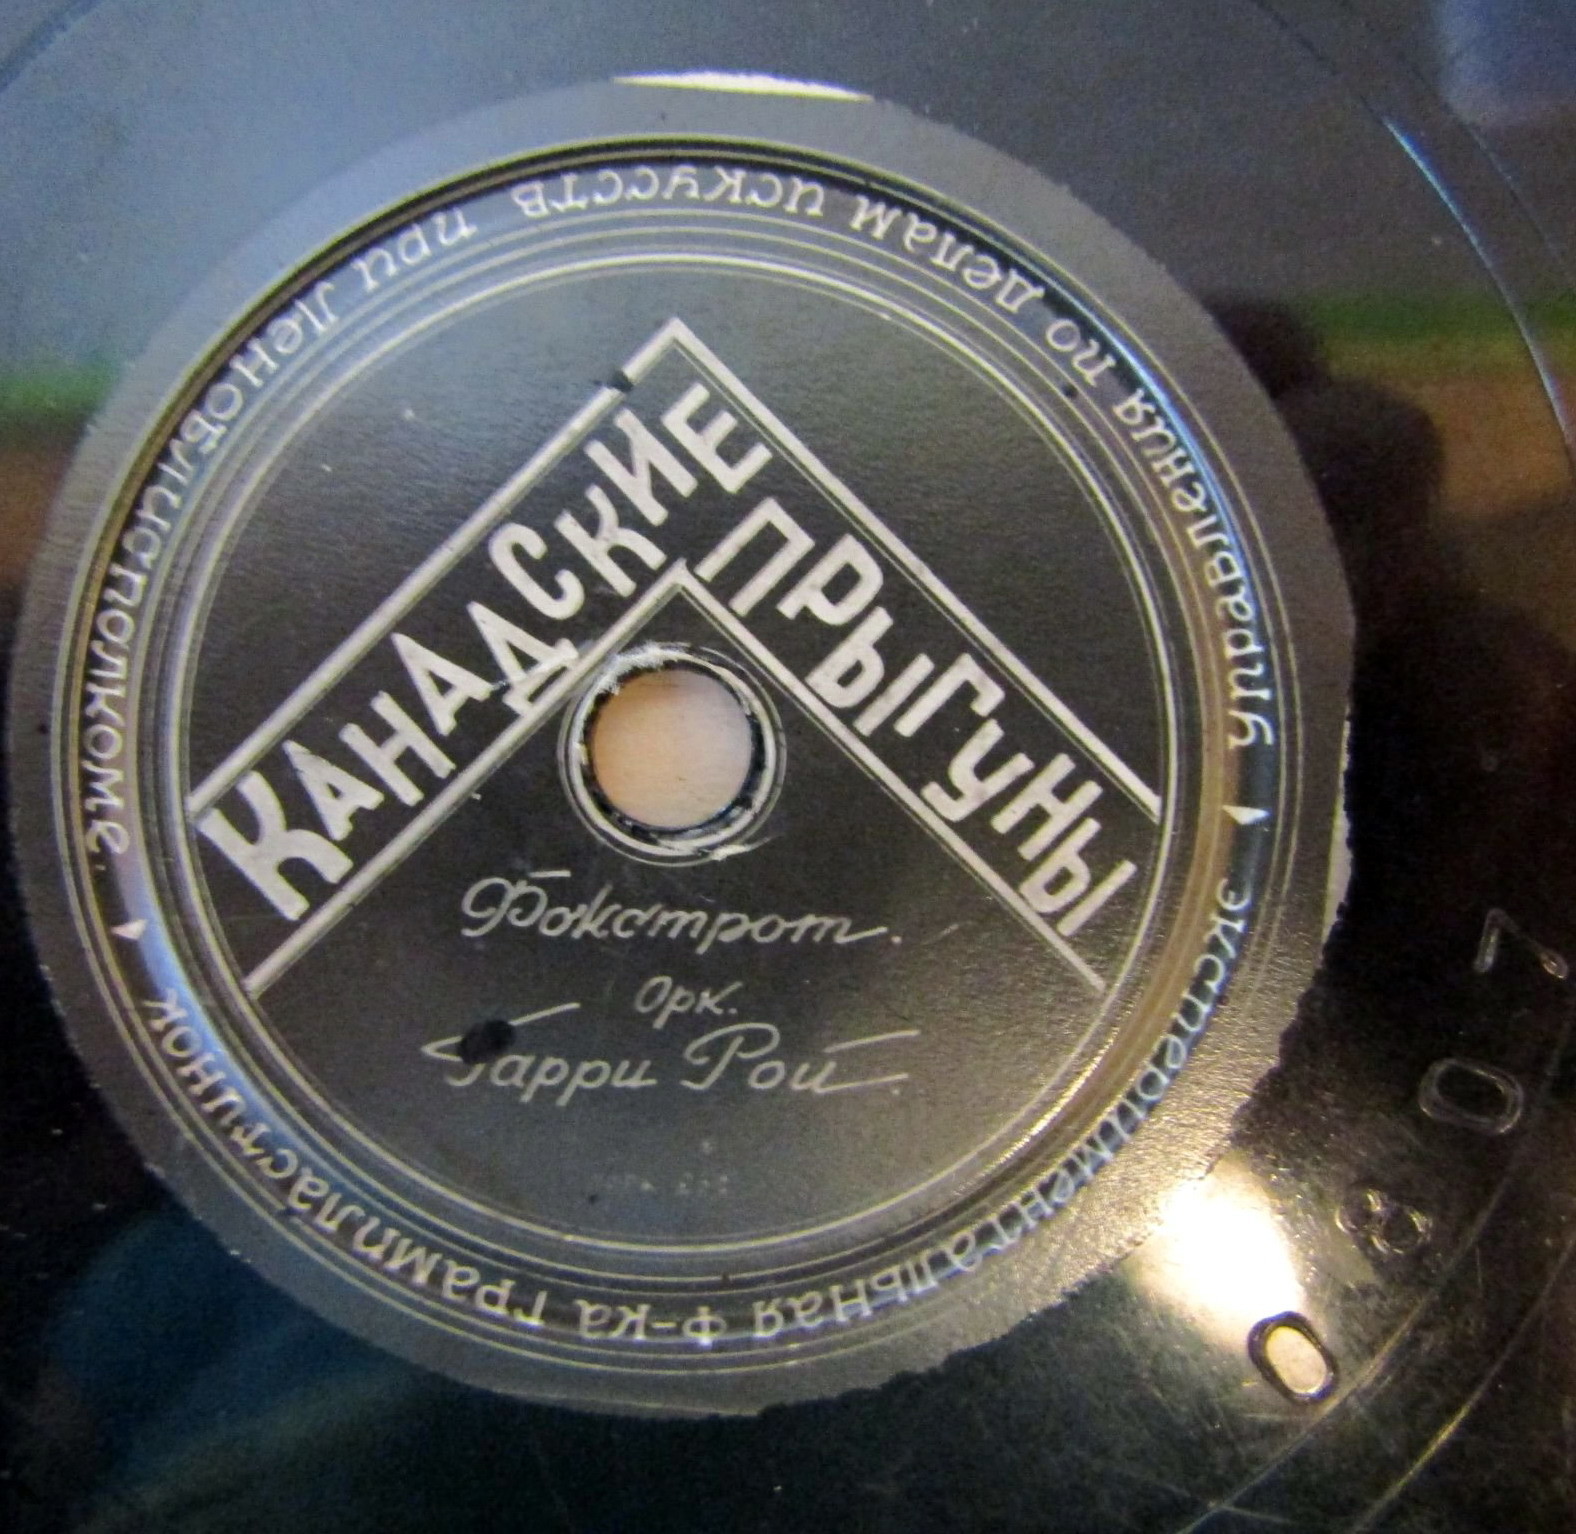 КАНАДСКИЕ ПРЫГУНЫ
Фокстрот.
Орк.
Гарри Рой.
Экспериментальная ф-ка грампластинок
управления по делам искусств при Леноблисполкоме.